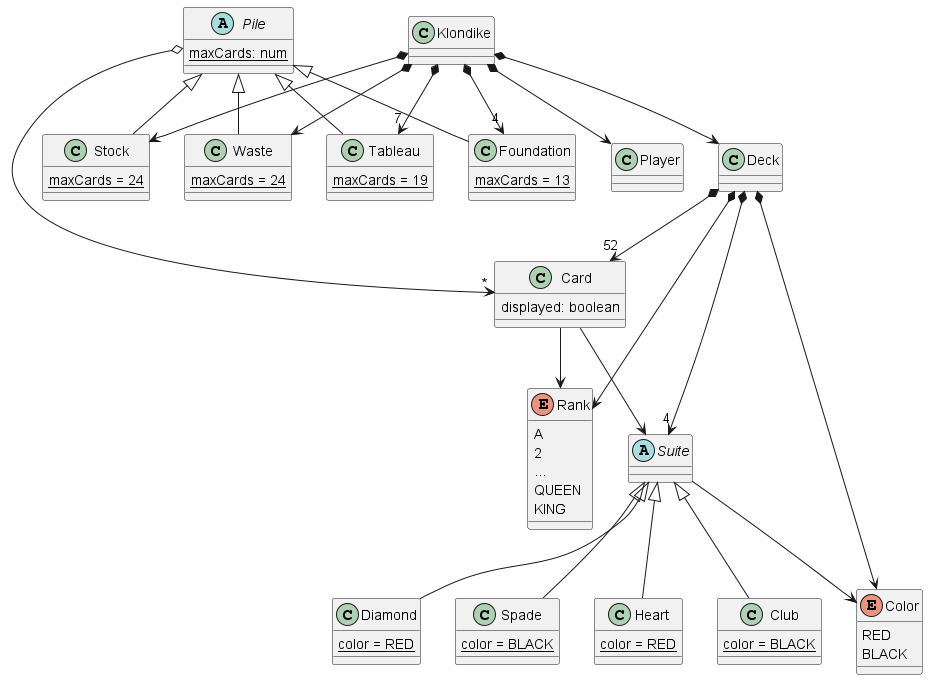 A Pile
maxCards: num
C Klondike
7
4
C Stock
maxCards = 24
C Waste
maxCards = 24
C Tableau
maxCards = 19
C Foundation
maxCards = 13
C Player
C Deck
52
*
C Card
displayed: boolean
E Rank
A
2
...
QUEEN
KING
4
A Suite
C Diamond
color = RED
C Spade
color = BLACK
C Heart
color = RED
C Club
color = BLACK
E Color
RED
BLACK